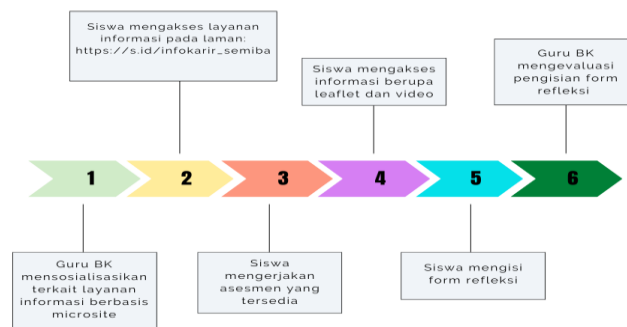 Siswa mengakses layanan
informasi pada laman:
https://s.id/infokarir_semiba
Siswa mengakses
informasi berupa
leaflet dan video
Guru BK
mengevaluasi
pengisian form
refleksi
1
2
3
4
5
6
Guru BK
mensosialisasikan
terkait layanan
informasi berbasis
microsite
Siswa
mengerjakan
asesmen yang
tersedia
Siswa mengisi
form refleksi